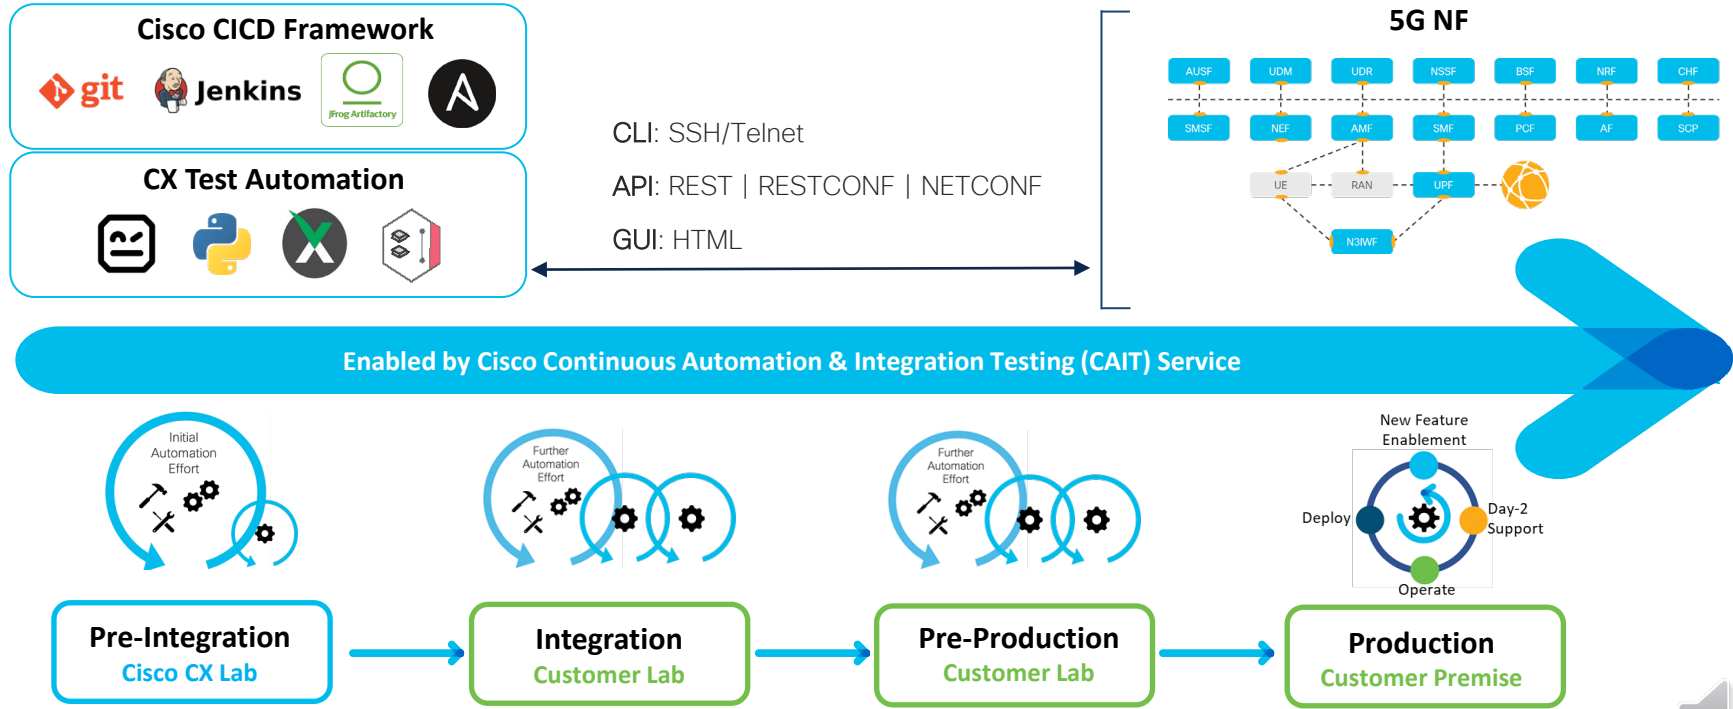 Cisco CICD Framework
git
Jenkins
JFrog Artifactory
A
CX Test Automation
CLI: SSH/Telnet
API: REST | RESTCONF | NETCONF
GUI: HTML
5G NF
AUSF UDM UDR NSSF BSF NRF CHF
SMSF NEF AMF SMF PCF AF SCP
UE RAN UPF
N3IWF
Enabled by Cisco Continuous Automation & Integration Testing (CAIT) Service
Initial
Automation
Effort
Further
Automation
Effort
Further
Automation
Effort
New Feature
Enablement
Deploy
Day-2
Support
Operate
Pre-Integration
Cisco CX Lab
Integration
Customer Lab
Pre-Production
Customer Lab
Production
Customer Premise